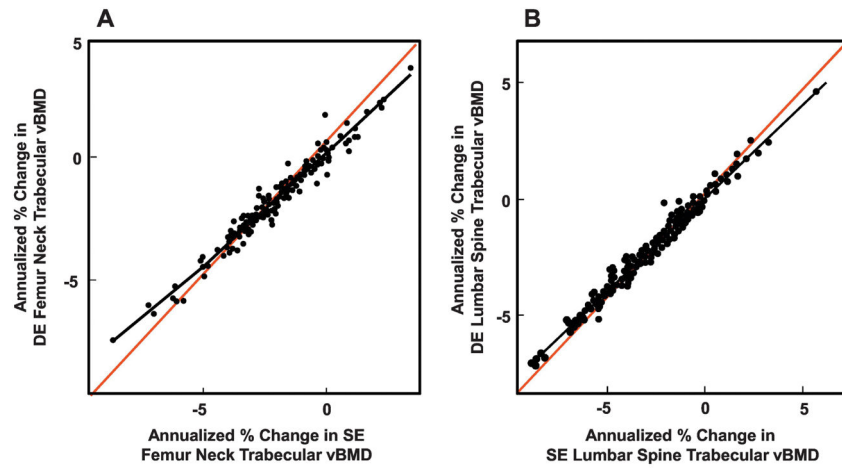 A
B
5
0
-5
Annualized % Change in
DE Femur Neck Trabecular vBMD
-5
0
Annualized % Change in SE
Femur Neck Trabecular vBMD
5
0
-5
Annualized % Change in
DE Lumbar Spine Trabecular vBMD
-5
0
5
Annualized % Change in
SE Lumbar Spine Trabecular vBMD